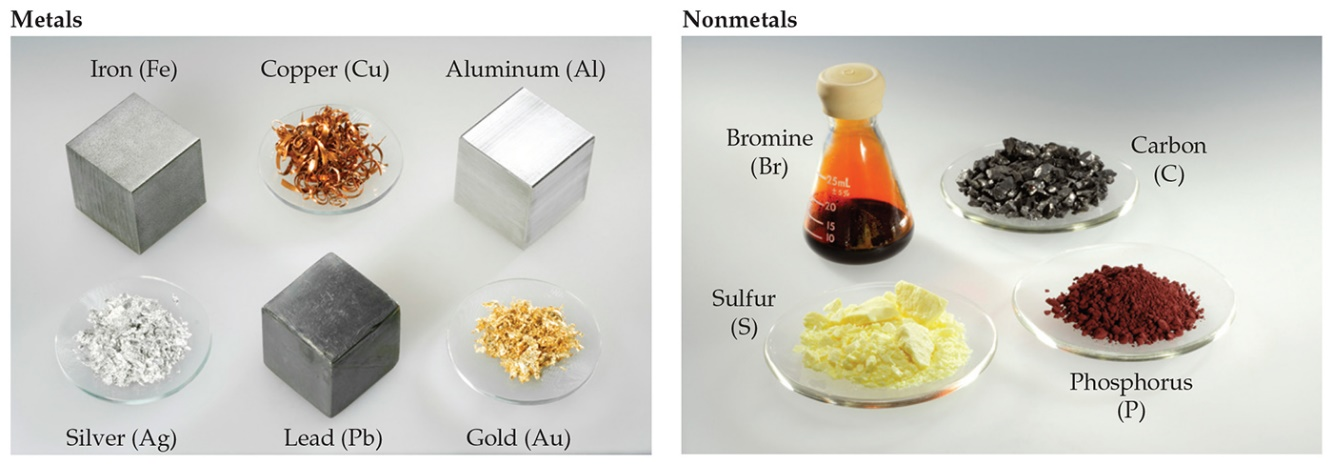 Metals
Iron (Fe)
Copper (Cu)
Aluminum (Al)
Silver (Ag)
Lead (Pb)
Gold (Au)
Nonmetals
Bromine
(Br)
25mL
±5%
20
15
10
Carbon
(C)
Sulfur
(S)
Phosphorus
(P)